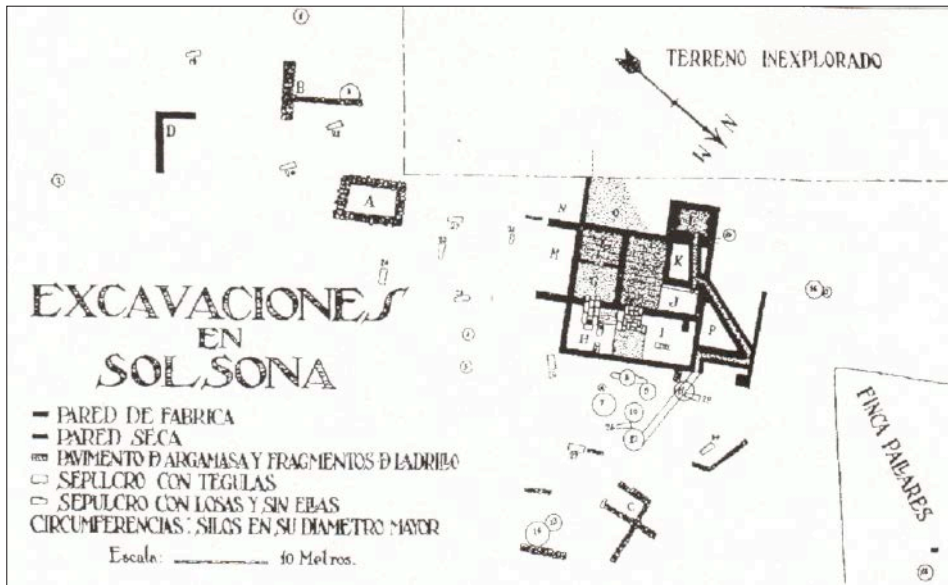 TERRENO INEXPLORADO
W N
B
D
A
N
O
L
M
K
G
J
H
I
P
C
EXCAVACIONES
EN
SOLSONA
PARED DE FABRICA
PARED SECA
PAVIMENTO D ARGAMASA Y FRAGMENTOS D LADRILLO
SEPULCRO CON TEGULAS
SEPULCRO CON LOSAS Y SIN ELLAS
CIRCUMFERENCIAS: SILOS EN SU DIAMETRO MAYOR
Escala: 10 Metros.
FINCA PALLARES